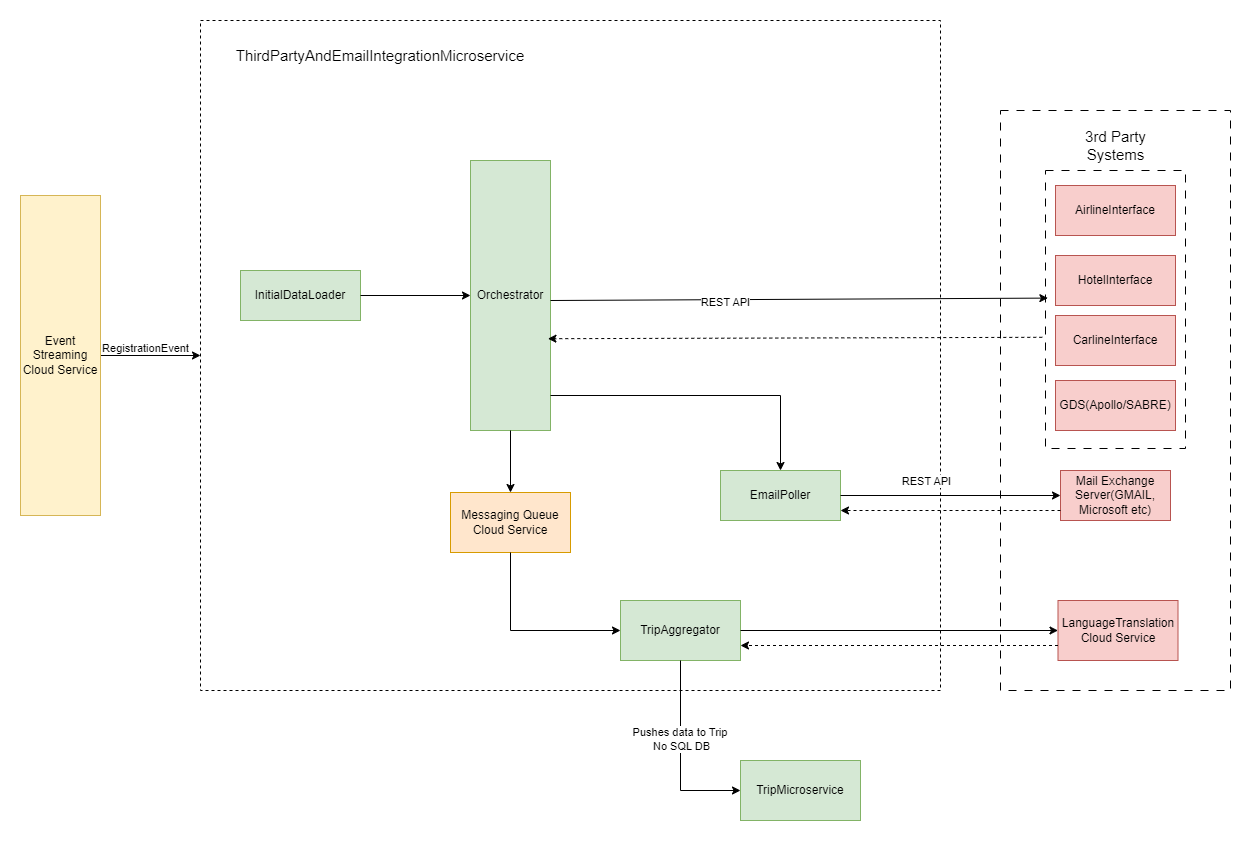 ThirdPartyAndEmailIntegrationMicroservice
3rd Party
Systems
AirlineInterface
HotelInterface
CarlineInterface
GDS(Apollo/SABRE)
InitialDataLoader
Orchestrator
REST API
Event
Streaming
Cloud Service
RegistrationEvent
EmailPoller
REST API
Mail Exchange
Server(GMAIL,
Microsoft etc)
Messaging Queue
Cloud Service
TripAggregator
LanguageTranslation
Cloud Service
Pushes data to Trip
No SQL DB
TripMicroservice